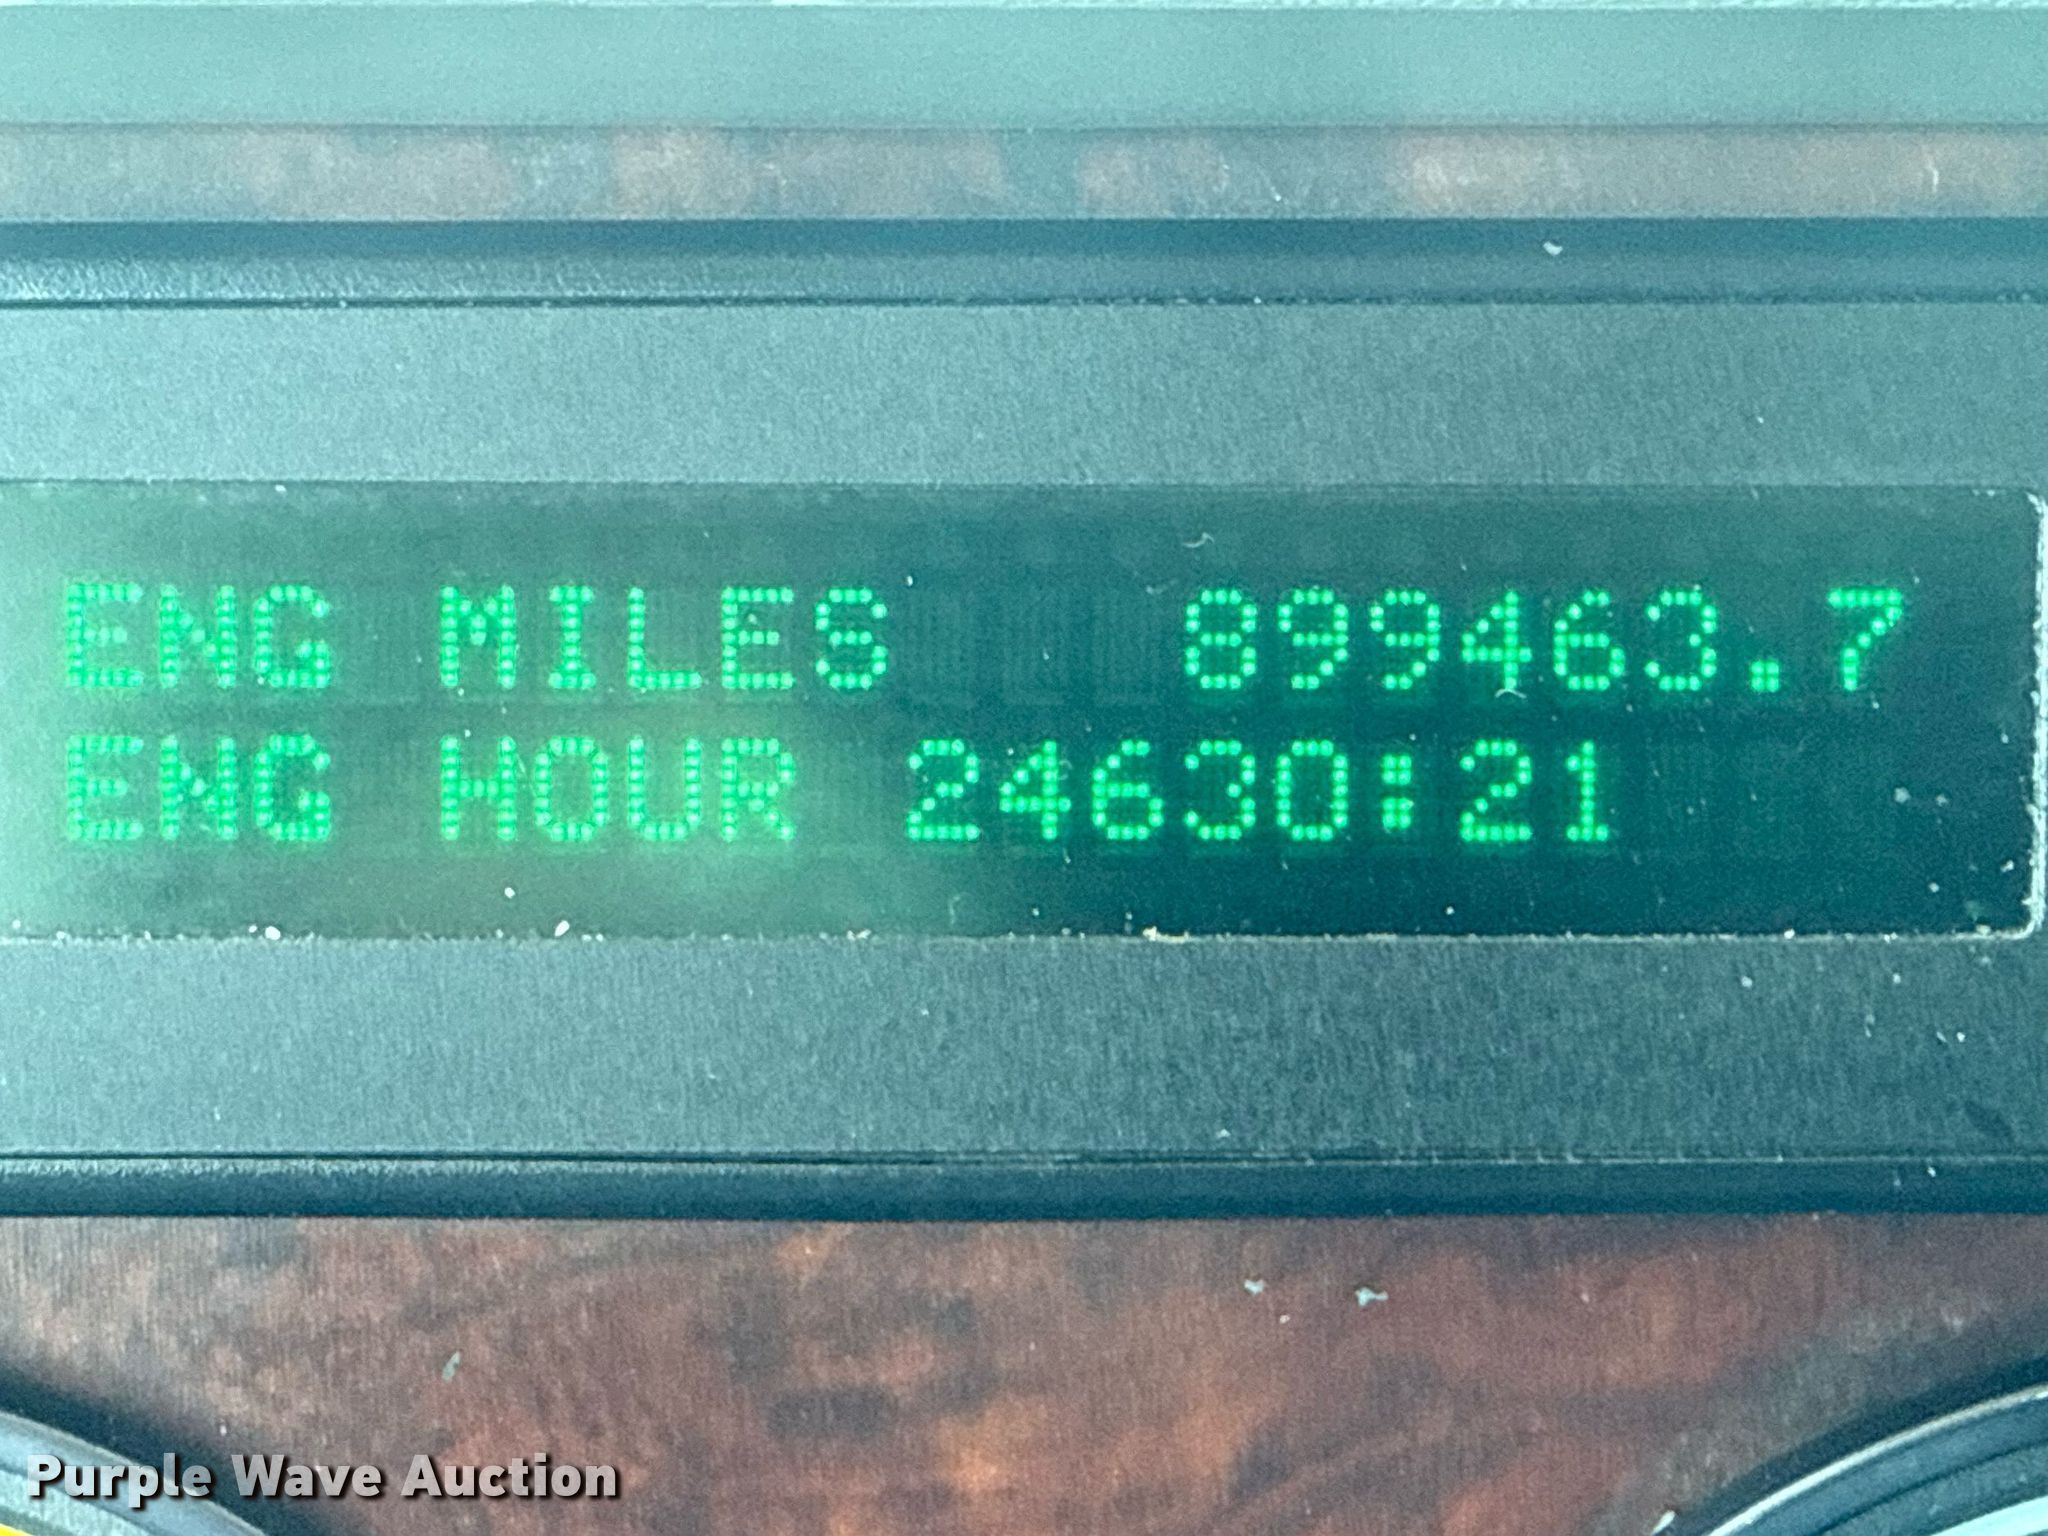 ENG MILES 899463.7
ENG HOUR 24630:21
Purple Wave Auction